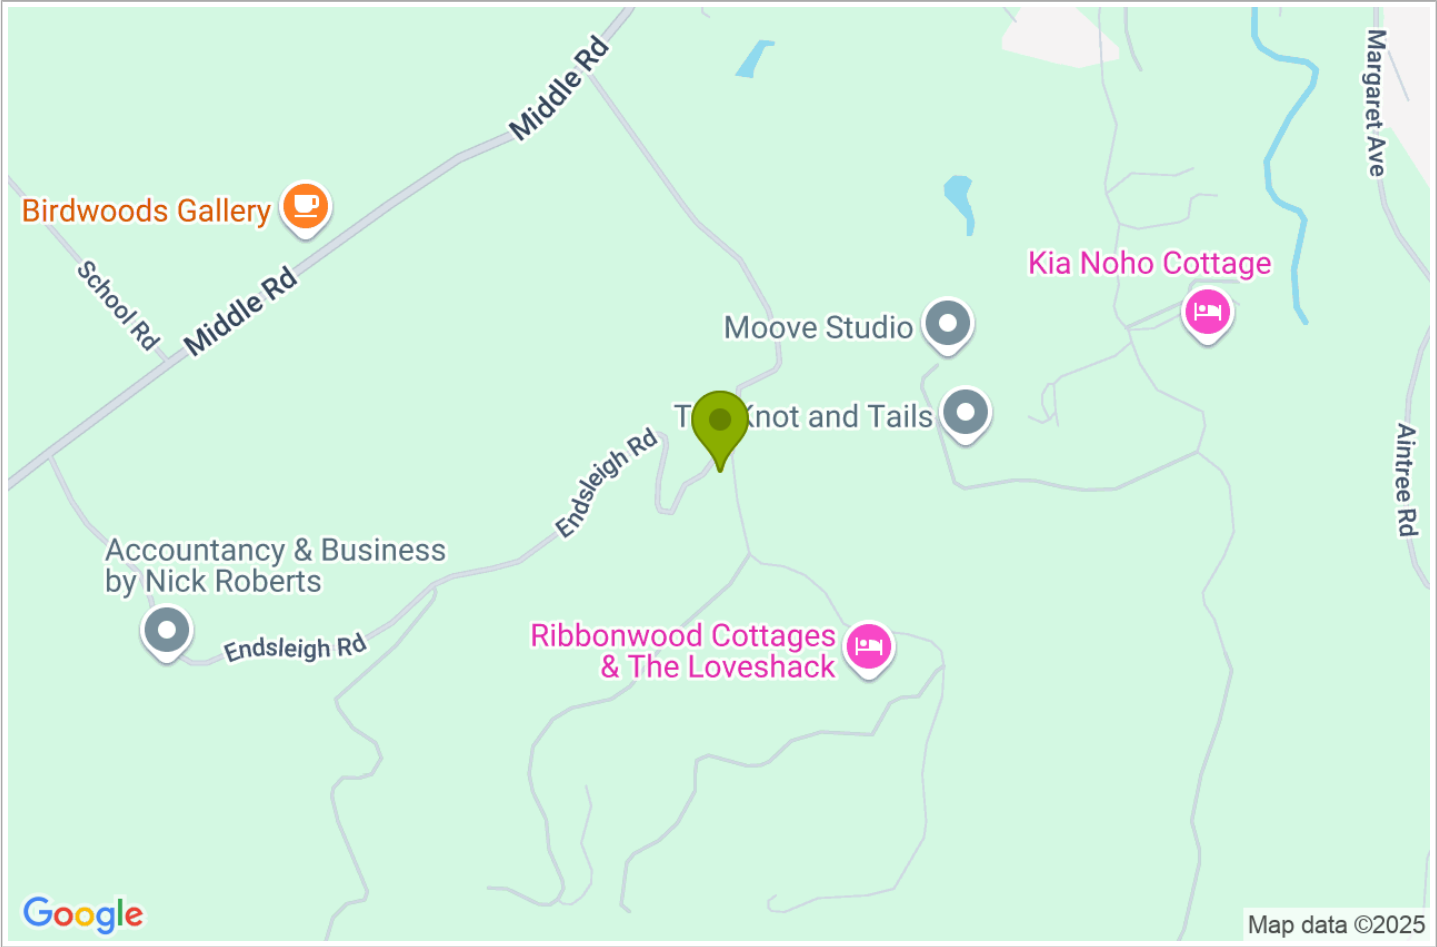 Middle Rd
Margaret Ave
Birdwoods Gallery
School Rd
Middle Rd
Kia Noho Cottage
Moove Studio
Knot and Tails
Endsleigh Rd
Aintree Rd
Accountancy & Business
by Nick Roberts
Endsleigh Rd
Ribbonwood Cottages
& The Loveshack
Google
Map data ©2025